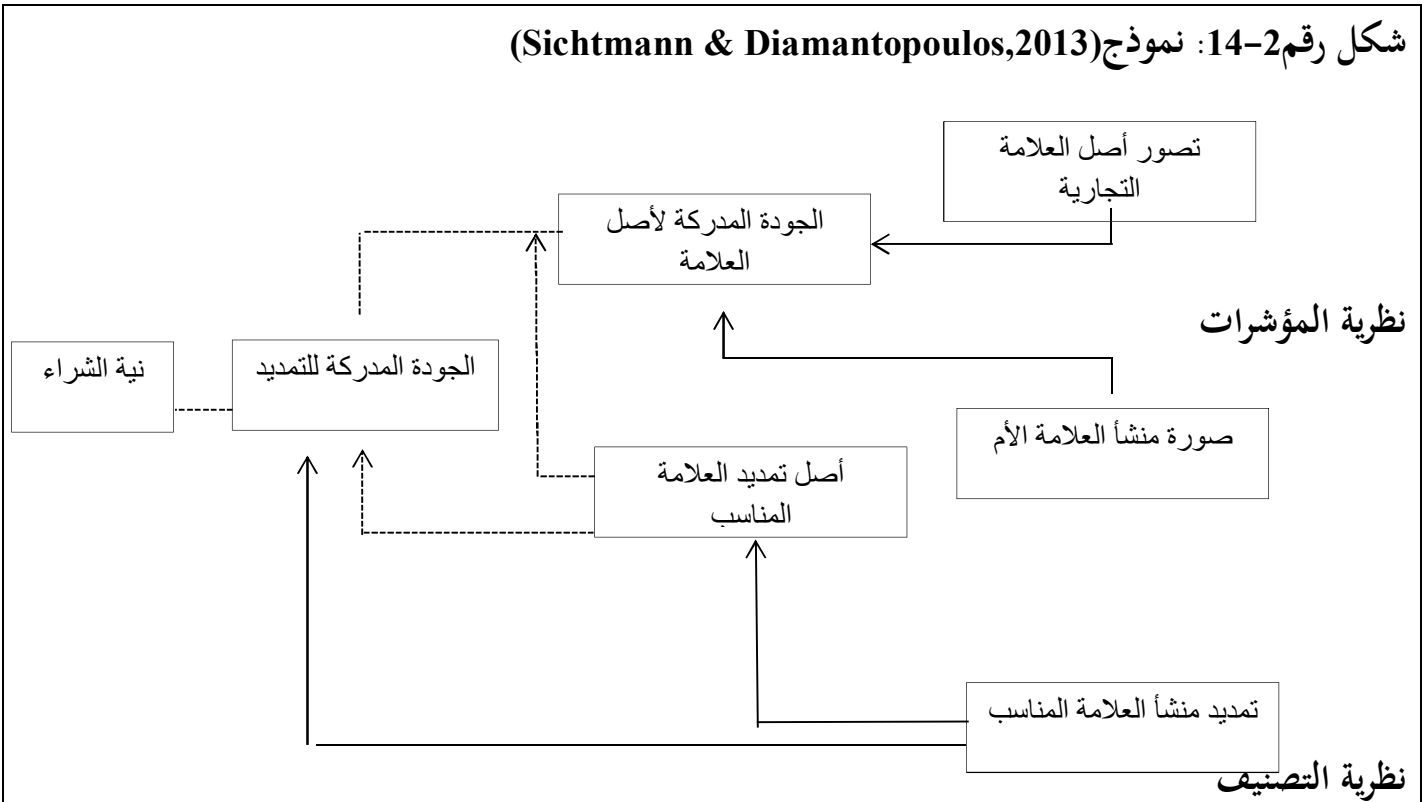 شكل رقم2-14: نموذج(Sichtmann & Diamantopoulos,2013)
تصور أصل العلامة
التجارية
الجودة المدركة لأصل
العلامة
نظرية المؤشرات
الجودة المدركة للتمديد
نية الشراء
صورة منشأ العلامة الأم
أصل تمديد العلامة
المناسب
تمديد منشأ العلامة المناسب
نظرية التصنيف